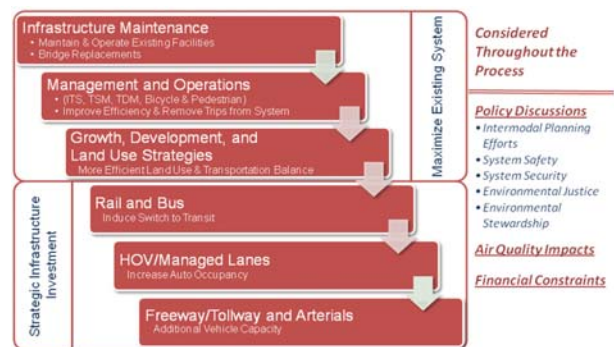 Infrastructure Maintenance
• Maintain & Operate Existing Facilities
• Bridge Replacements
Management and Operations
• (ITS, TSM, TDM, Bicycle & Pedestrian)
• Improve Efficiency & Remove Trips from System
Growth, Development, and
Land Use Strategies
More Efficient Land Use & Transportation Balance
Maximize Existing System
Rail and Bus
Induce Switch to Transit
HOV/Managed Lanes
Increase Auto Occupancy
Freeway/Tollway and Arterials
Additional Vehicle Capacity
Strategic Infrastructure
Investment
Considered
Throughout the
Process
Policy Discussions
• Intermodal Planning
Efforts
• System Safety
• System Security
• Environmental Justice
• Environmental
Stewardship
Air Quality Impacts
Financial Constraints